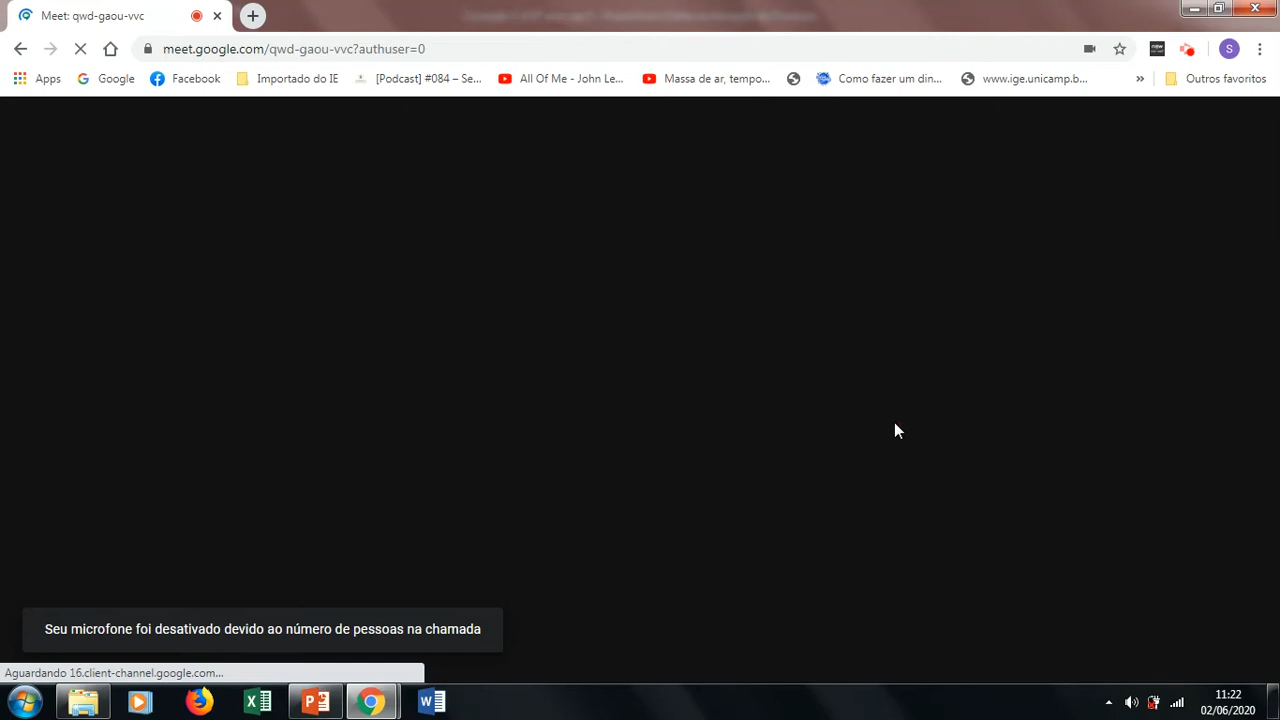 Meet: qwd-gaou-vvc
meet.google.com/qwd-gaou-vvc?authuser=0
new
S
Apps
Google
Facebook
Importado do IE
[Podcast] #084 – Se...
All Of Me - John Le...
Massa de ar, tempo...
Como fazer um din...
www.ige.unicamp.b...
»
Outros favoritos
Seu microfone foi desativado devido ao número de pessoas na chamada
Aguardando 16.client-channel.google.com...
11:22
02/06/2020